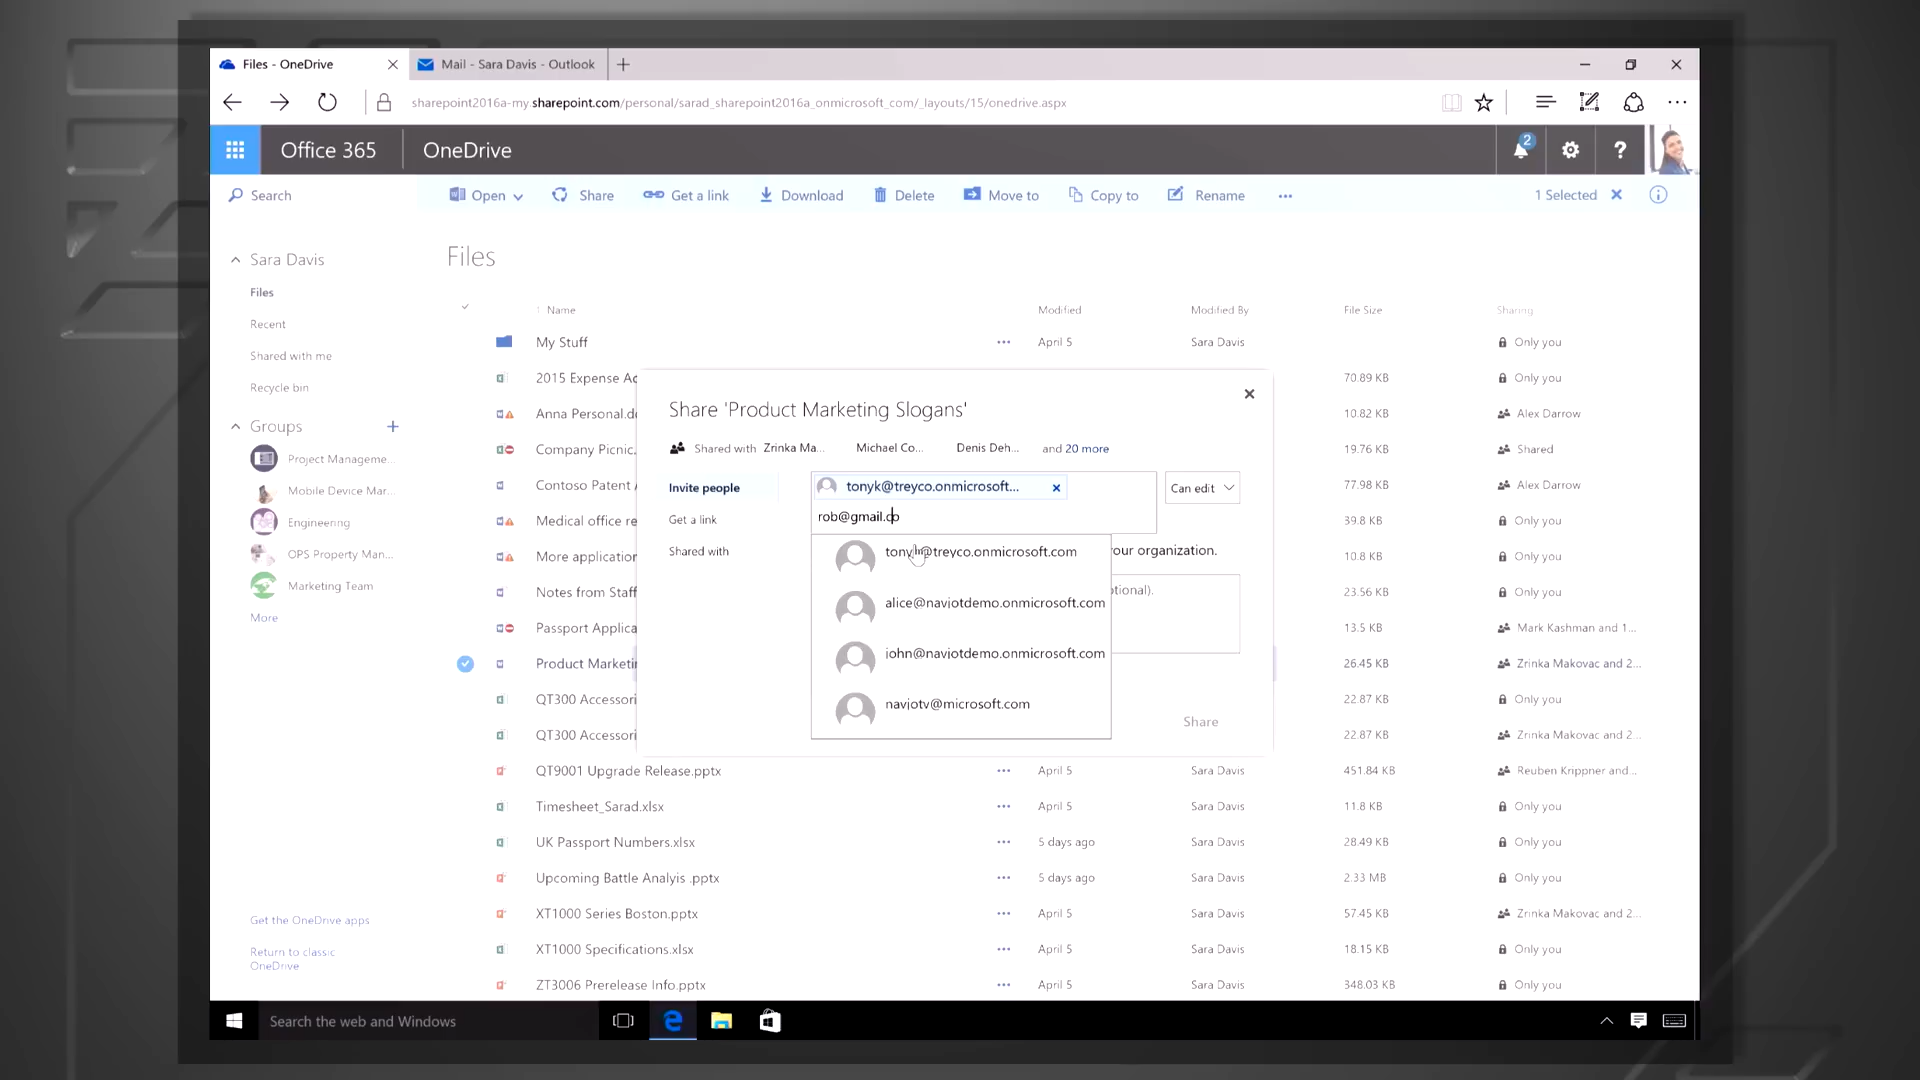 Files - OneDrive
Mail - Sara Davis - Outlook
sharepoint2016a-my.sharepoint.com/personal/sarad_sharepoint2016a_onmicrosoft_com/_layouts/15/onedrive.aspx
Office 365
OneDrive
2
?
Search
Open
Share
Get a link
Download
Delete
Move to
Copy to
Rename
1 Selected
Sara Davis
Files
Recent
Shared with me
Recycle bin
Groups
Project Manageme...
Mobile Device Mar...
Engineering
OPS Property Man...
Marketing Team
More
Get the OneDrive apps
Return to classic
OneDrive
Files
Name Modified Modified By File Size Sharing
My Stuff April 5 Sara Davis Only you
2015 Expense 70.89 KB Only you
Anna Personal 10.82 KB Alex Darrow
Company Picnic. 19.76 KB Shared
Contoso Patent 77.98 KB Alex Darrow
Medical office 39.8 KB Only you
More 10.8 KB Only you
Notes from Staff 23.56 KB Only you
Passport 13.5 KB Mark Kashman and 1...
Product 26.45 KB Zrinka Makovac and 2...
QT300 22.87 KB Only you
QT300 22.87 KB Zrinka Makovac and 2...
QT9001 Upgrade Release.pptx April 5 Sara Davis 451.84 KB Reuben Krippner and...
Timesheet_Sarad.xlsx April 5 Sara Davis 11.8 KB Only you
UK Passport Numbers.xlsx 5 days ago Sara Davis 28.49 KB Only you
Upcoming Battle Analyis .pptx 5 days ago Sara Davis 2.33 MB Only you
XT1000 Series Boston.pptx April 5 Sara Davis 57.45 KB Zrinka Makovac and 2...
XT1000 Specifications.xlsx April 5 Sara Davis 18.15 KB Only you
ZT3006 Prerelease Info.pptx April 5 Sara Davis 348.03 KB Only you
Share 'Product Marketing Slogans'
Shared with Zrinka Ma... Michael Co... Denis Deh... and 20 more
Invite people
Get a link
Shared with
tonyk@treyco.onmicrosoft...
Can edit
rob@gmail.co
tonyk@treyco.onmicrosoft.com
alice@navjotdemo.onmicrosoft.com
john@navjotdemo.onmicrosoft.com
navjotv@microsoft.com
our organization.
tional).
Share
Search the web and Windows